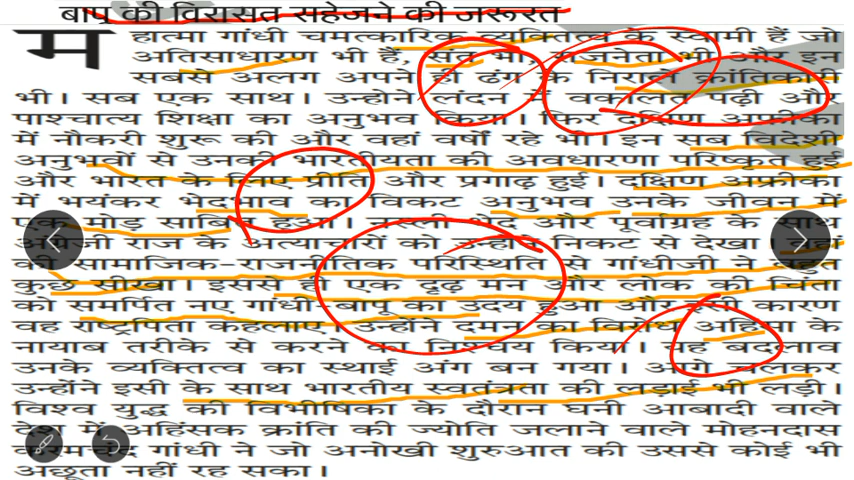 बापू की विरासत सहेजने की जरूरत
महात्मा गांधी चमत्कारिक व्यक्तित्व के स्वामी हैं जो
अतिसाधारण भी हैं, संत भी, राजनेता भी और इन
सबसे अलग अपने ही ढंग के निराले क्रांतिकारी
भी। सब एक साथ। उन्होने लंदन में वकालत पढ़ी और
पाश्चात्य शिक्षा का अनुभव किया। फिर दक्षिण अफ्रीका
में नौकरी शुरू की और वहां वर्षों रहे भी। इन सब विदेशी
अनुभवों से उनकी भारतीयता की अवधारणा परिष्कृत हुई
और भारत के लिए प्रीति और प्रगाढ़ हुई। दक्षिण अफ्रीका
में भयंकर भेदभाव का विकट अनुभव उनके जीवन में
एक मोड़ साबित हुआ। नस्ली भेद और पूर्वाग्रह के साथ
अंग्रेजी राज के अत्याचारों को उन्होंने निकट से देखा। वहां
की सामाजिक-राजनीतिक परिस्थिति से गांधीजी ने बहुत
कुछ सीखा। इससे ही एक दृढ़ मन और लोक की चिंता
को समर्पित नए गांधी-बापू का उदय हुआ और इसी कारण
वह राष्ट्रपिता कहलाए। उन्होंने दमन का विरोध अहिंसा के
नायाब तरीके से करने का निश्चय किया। यह बदलाव
उनके व्यक्तित्व का स्थाई अंग बन गया। आगे चलकर
उन्होंने इसी के साथ भारतीय स्वतंत्रता की लड़ाई भी लड़ी।
विश्व युद्ध की विभीषिका के दौरान घनी आबादी वाले
देश में अहिंसक क्रांति की ज्योति जलाने वाले मोहनदास
करमचंद गांधी ने जो अनोखी शुरुआत की उससे कोई भी
अछूता नहीं रह सका।